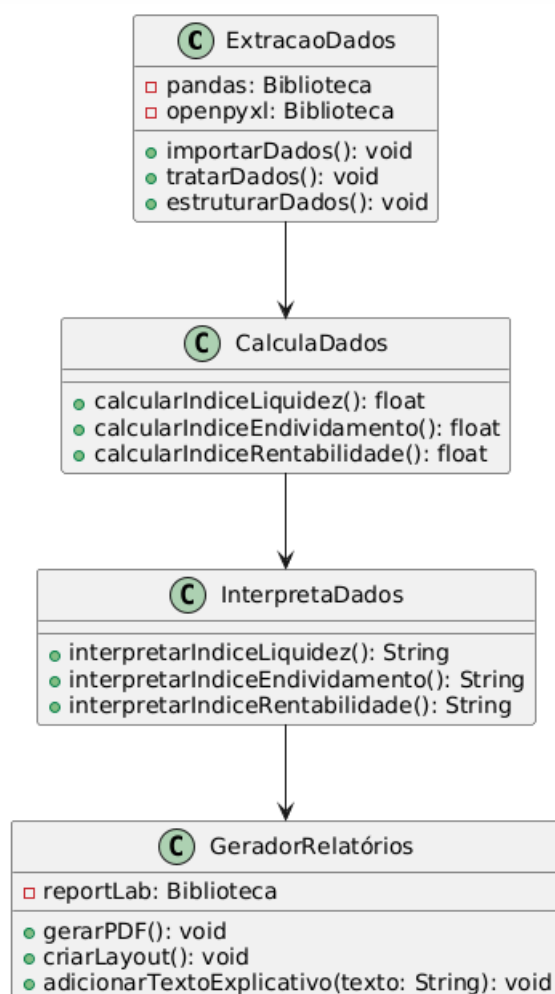 C ExtracaoDados
pandas: Biblioteca
openpyxl: Biblioteca
importarDados(): void
tratarDados(): void
estruturarDados(): void
C CalculaDados
calcularIndiceLiquidez(): float
calcularIndiceEndividamento(): float
calcularIndiceRentabilidade(): float
C InterpretaDados
interpretarIndiceLiquidez(): String
interpretarIndiceEndividamento(): String
interpretarIndiceRentabilidade(): String
C GeradorRelatórios
reportLab: Biblioteca
gerarPDF(): void
criarLayout(): void
adicionarTextoExplicativo(texto: String): void